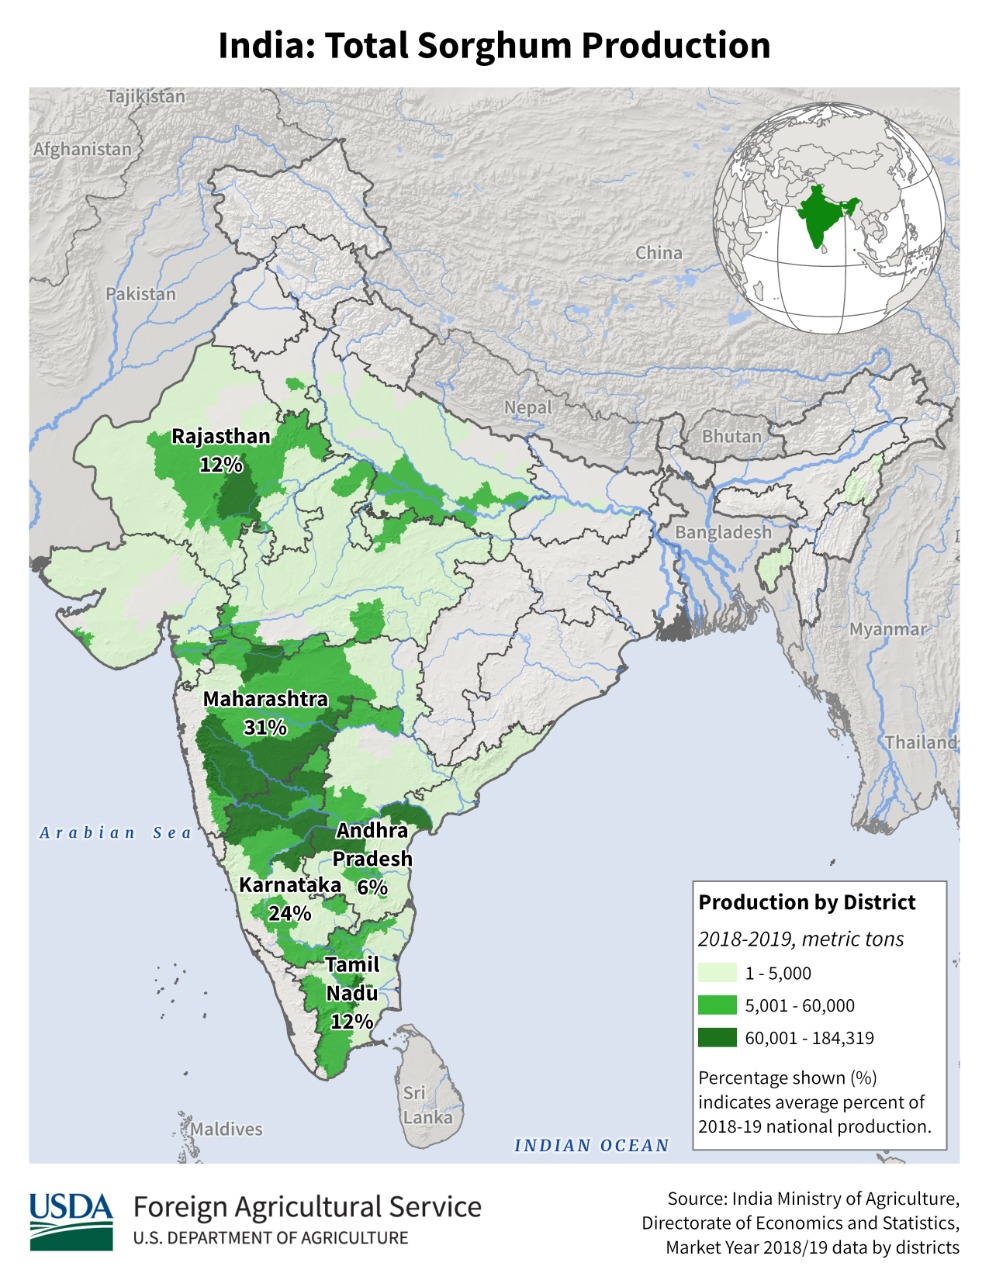 India: Total Sorghum Production
Tajikistan
Afghanistan
China
Pakistan
Nepal
Bhutan
Rajasthan
12%
Bangladesh
Myanmar
Maharashtra
31%
Thailand
Arabian Sea
Andhra
Pradesh
6%
Karnataka
24%
Tamil
Nadu
12%
Sri
Lanka
Maldives
INDIAN OCEAN
Production by District
2018-2019, metric tons
1 - 5,000
5,001 - 60,000
60,001 - 184,319
Percentage shown (%)
indicates average percent of
2018-19 national production.
USDA
Foreign Agricultural Service
U.S. DEPARTMENT OF AGRICULTURE
Source: India Ministry of Agriculture,
Directorate of Economics and Statistics,
Market Year 2018/19 data by districts